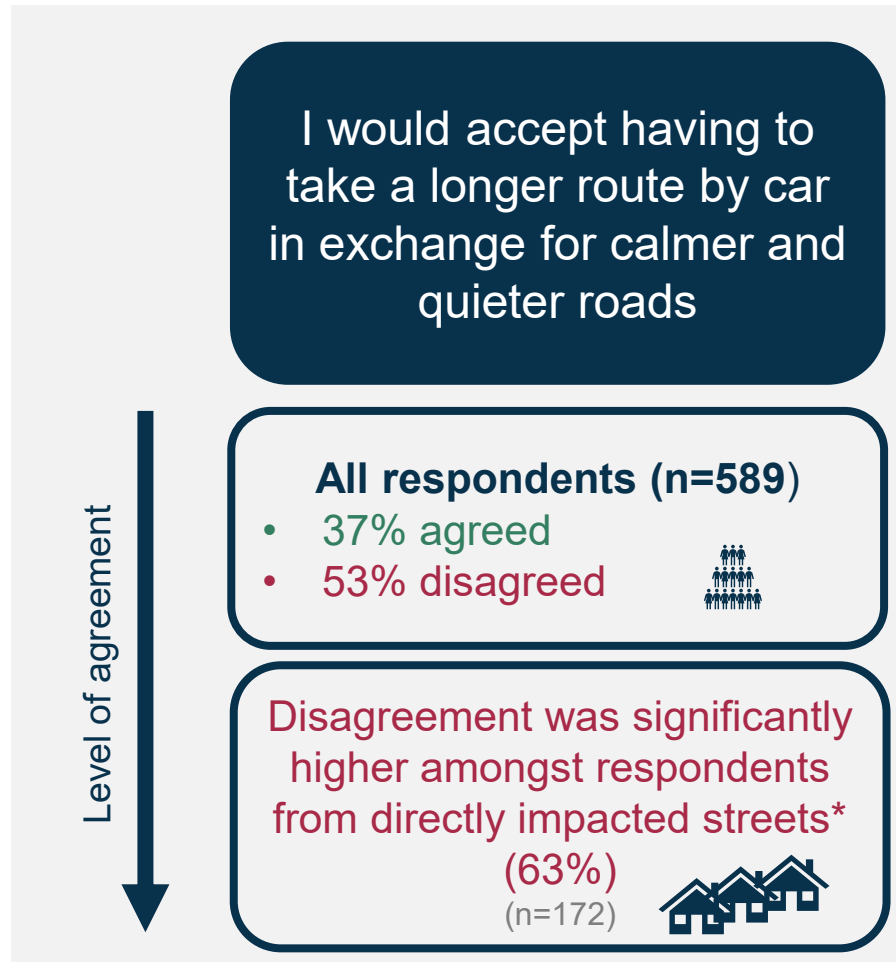 I would accept having to
take a longer route by car
in exchange for calmer and
quieter roads
Level of agreement
All respondents (n=589)
• 37% agreed
• 53% disagreed
Disagreement was significantly
higher amongst respondents
from directly impacted streets*
(63%)
(n=172)